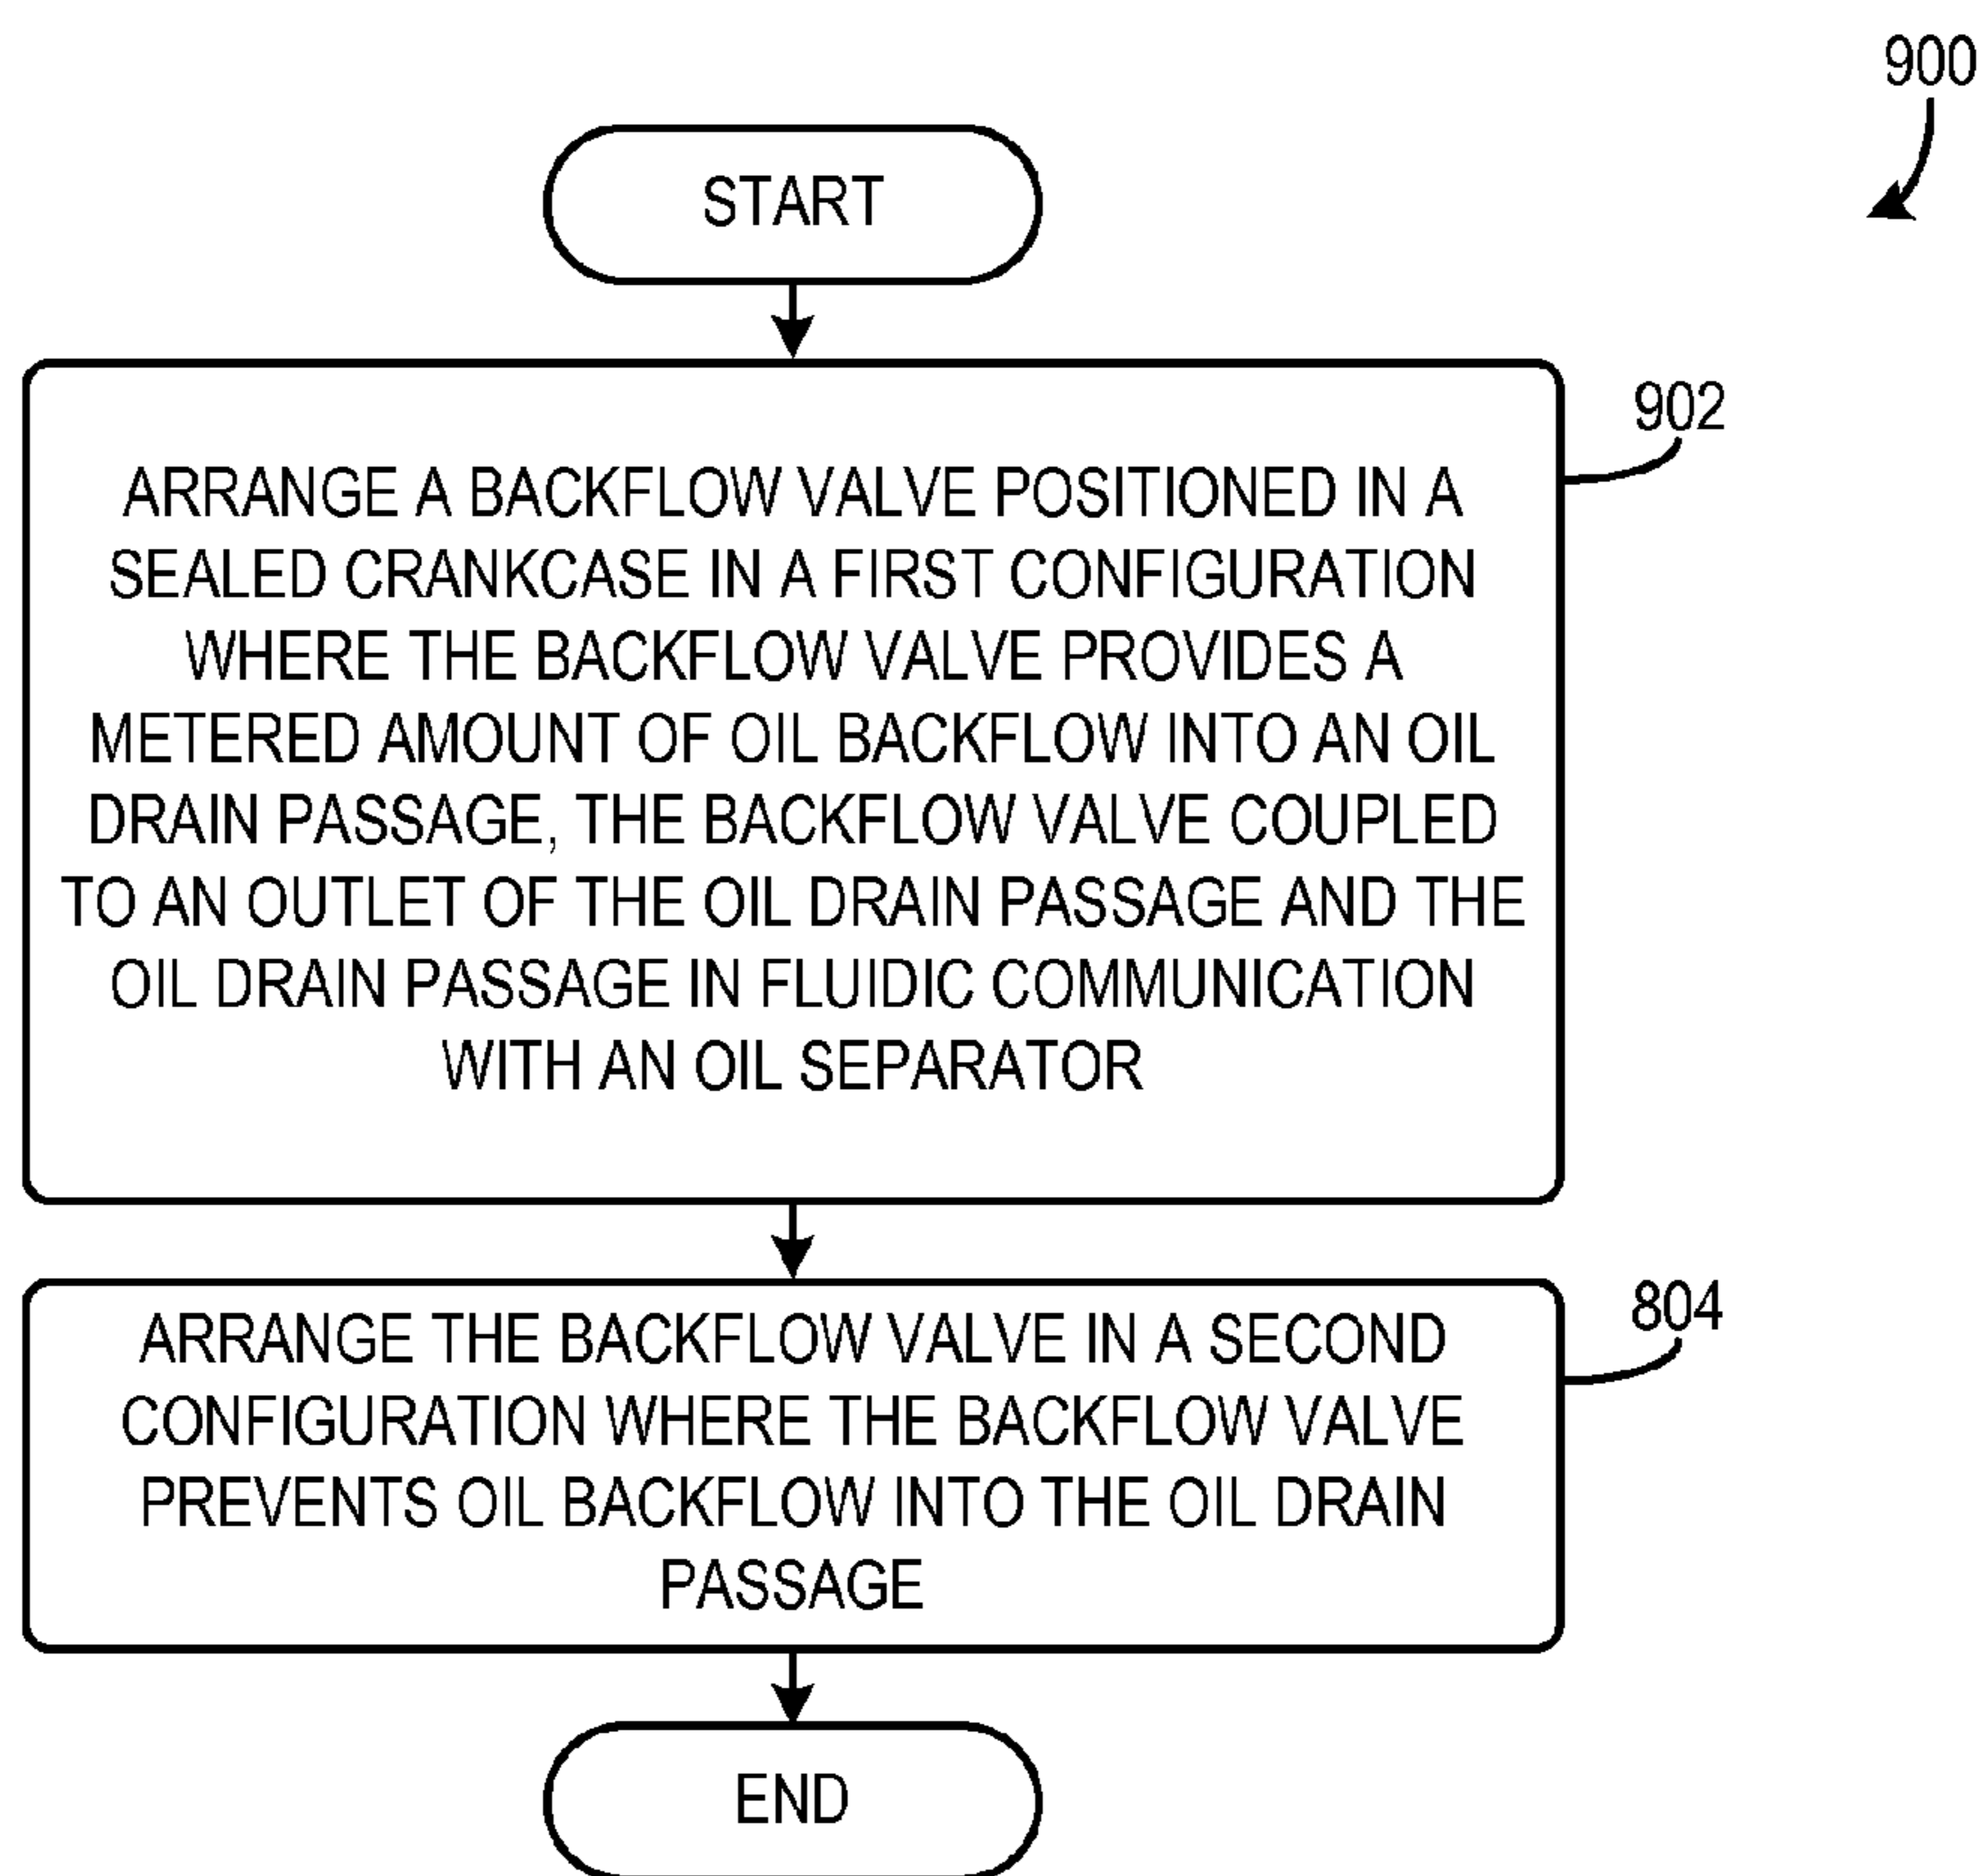 900
START
902
ARRANGE A BACKFLOW VALVE POSITIONED IN A
SEALED CRANKCASE IN A FIRST CONFIGURATION
WHERE THE BACKFLOW VALVE PROVIDES A
METERED AMOUNT OF OIL BACKFLOW INTO AN OIL
DRAIN PASSAGE, THE BACKFLOW VALVE COUPLED
TO AN OUTLET OF THE OIL DRAIN PASSAGE AND THE
OIL DRAIN PASSAGE IN FLUIDIC COMMUNICATION
WITH AN OIL SEPARATOR
804
ARRANGE THE BACKFLOW VALVE IN A SECOND
CONFIGURATION WHERE THE BACKFLOW VALVE
PREVENTS OIL BACKFLOW INTO THE OIL DRAIN
PASSAGE
END